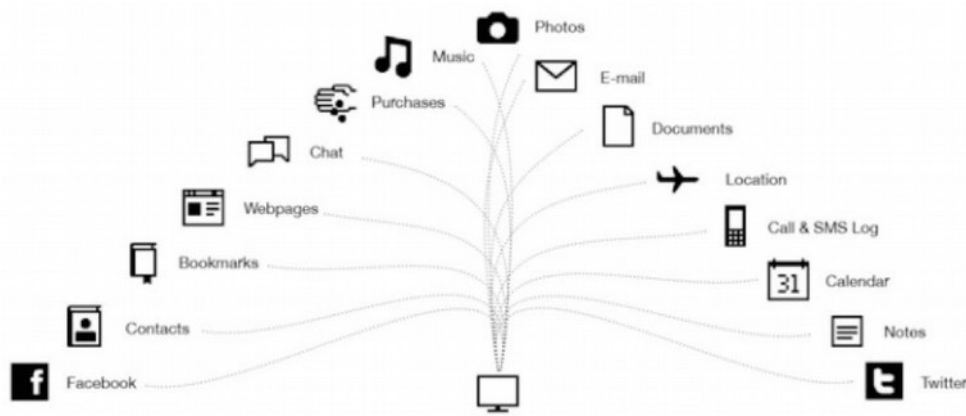 Photos
Music
E-mail
Purchases
Documents
Chat
Location
Webpages
Call & SMS Log
Bookmarks
31
Calendar
Contacts
Notes
f
Facebook
t
Twitter